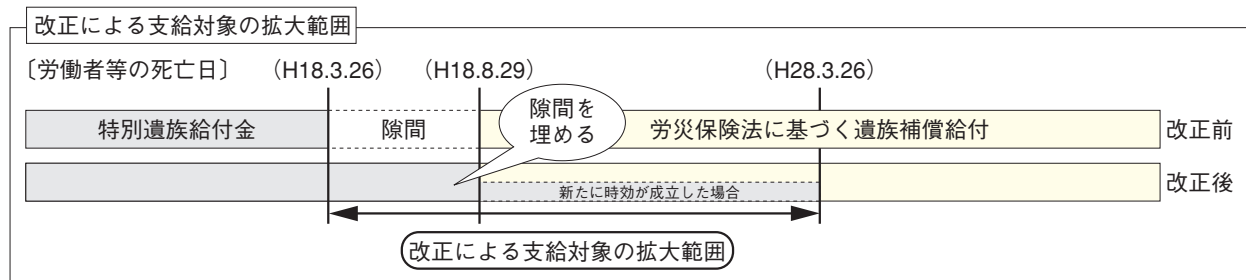 改正による支給対象の拡大範囲
〔労働者等の死亡日〕 （H18.3.26） （H18.8.29） （H28.3.26）
特別遺族給付金 隙間 隙間を 労災保険法に基づく遺族補償給付 改正前
埋める
新たに時効が成立した場合 改正後
改正による支給対象の拡大範囲